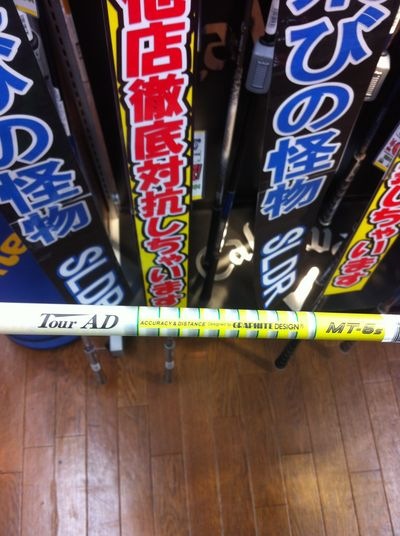 飛びの怪物 SLDR
他店徹底対抗しちゃいます
飛びの怪物 SLDR
しちゃいます
Tour AD
ACCURACY & DISTANCE Designed by GRAPHITE DESIGN
MT-5s